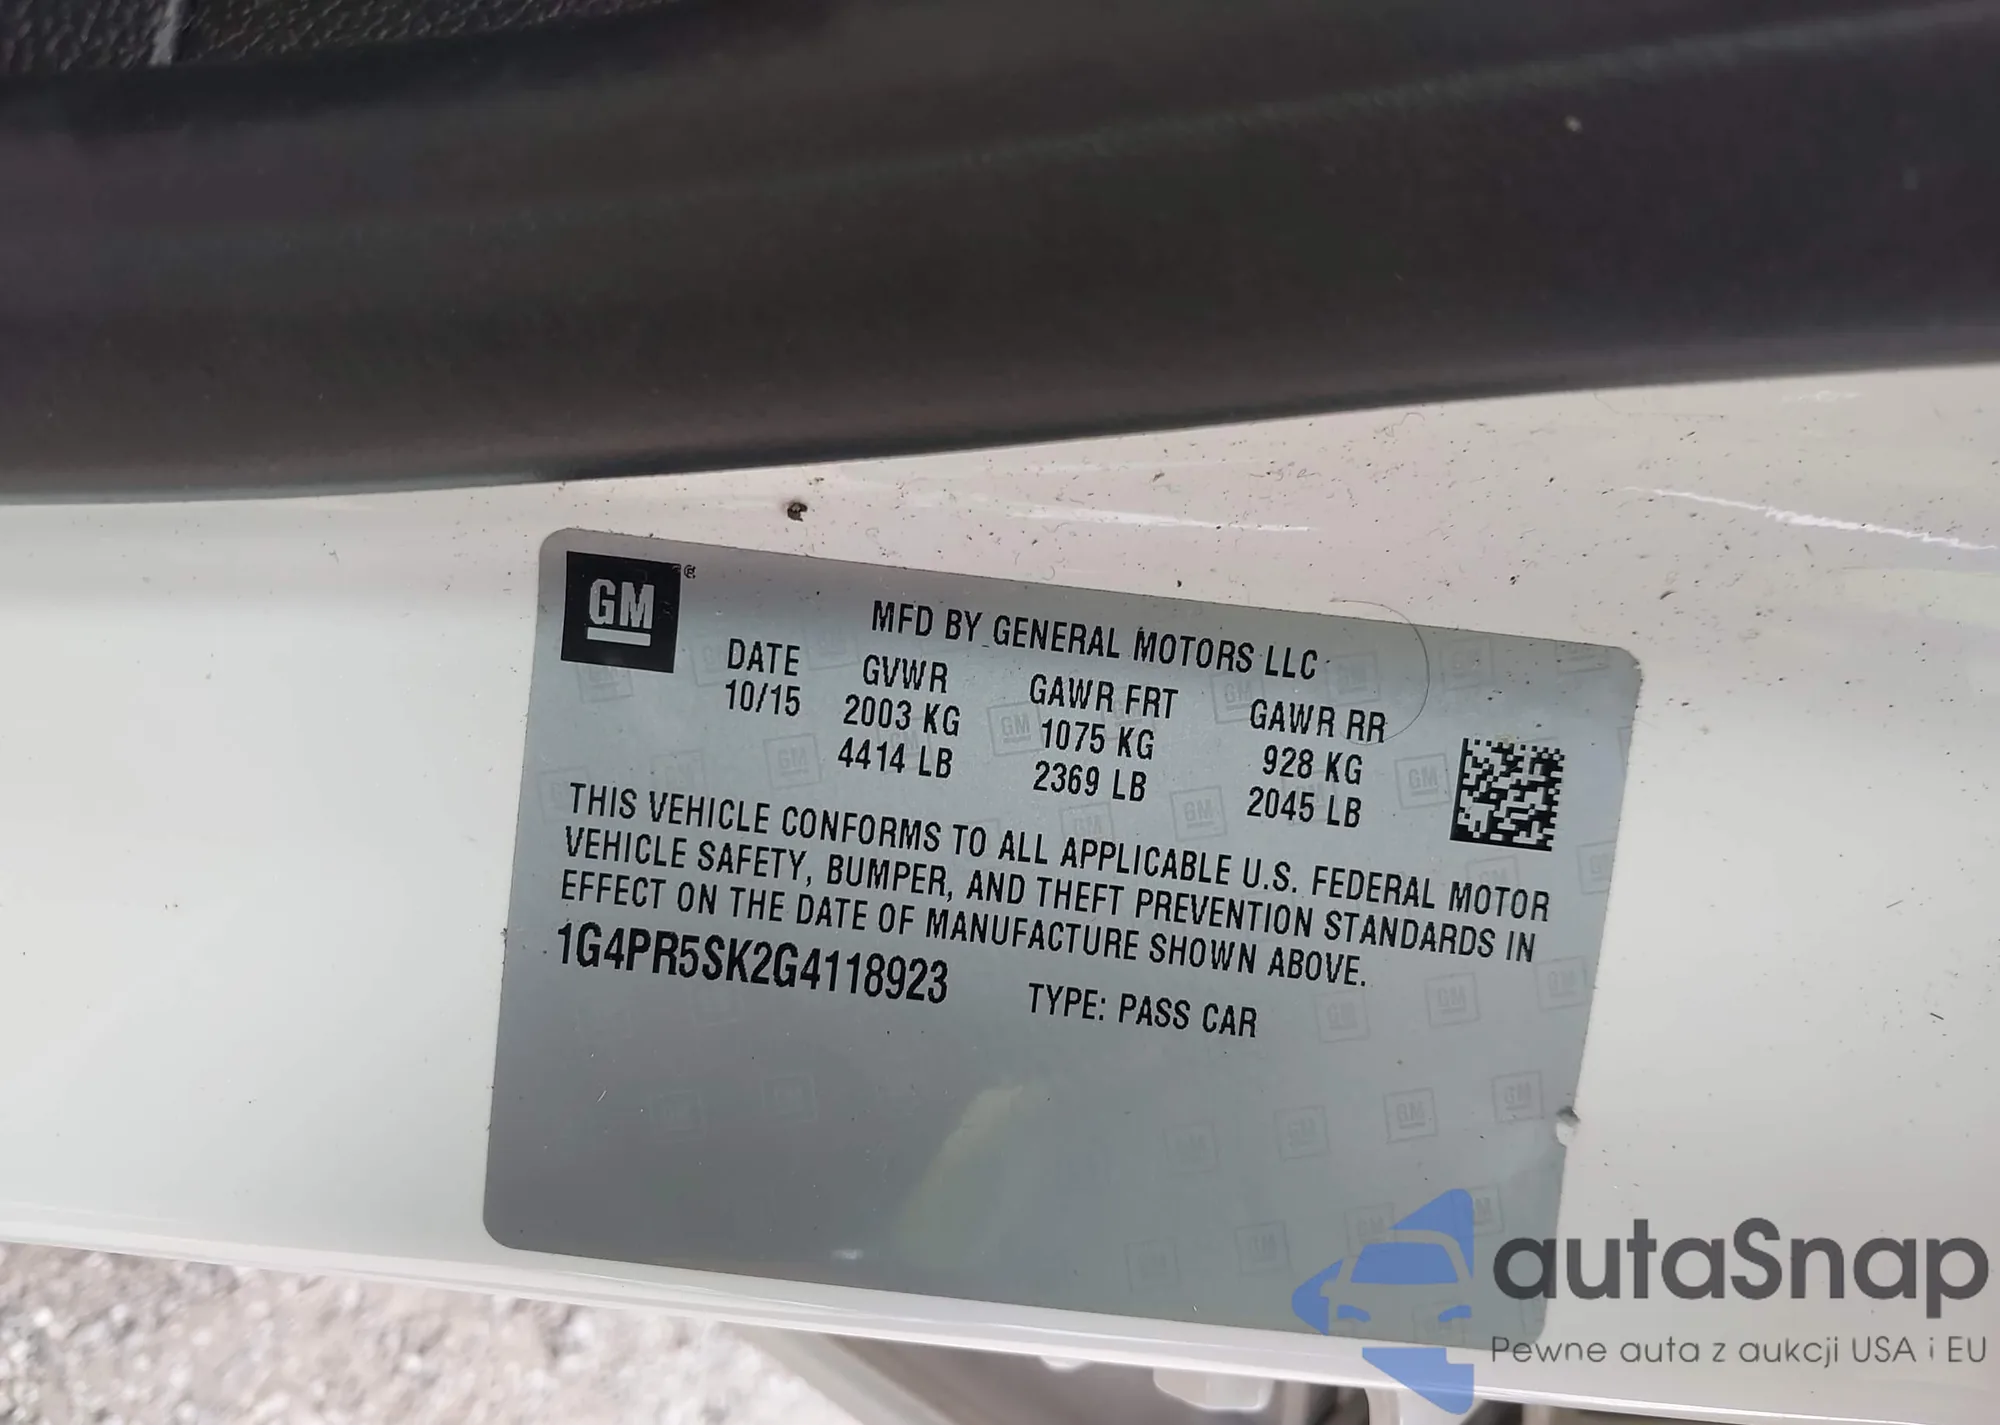 GM
MFD BY GENERAL MOTORS LLC
DATE GVWR GAWR FRT GAWR RR
10/15 2003 KG 1075 KG 928 KG
4414 LB 2369 LB 2045 LB
THIS VEHICLE CONFORMS TO ALL APPLICABLE U.S. FEDERAL MOTOR
VEHICLE SAFETY, BUMPER, AND THEFT PREVENTION STANDARDS IN
EFFECT ON THE DATE OF MANUFACTURE SHOWN ABOVE.
1G4PR5SK2G4118923 TYPE: PASS CAR
autaSnap
Pewne auta z aukcji USA i EU